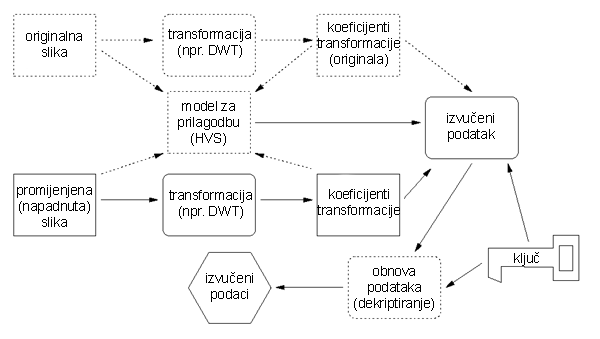 originalna
slika
transformacija
(npr. DWT)
koeficijenti
transformacije
(originala)
model za
prilagodbu
(HVS)
izvučeni
podatak
promijenjena
(napadnuta)
slika
transformacija
(npr. DWT)
koeficijenti
transformacije
ključ
izvučeni
podaci
obnova
podataka
(dekriptiranje)